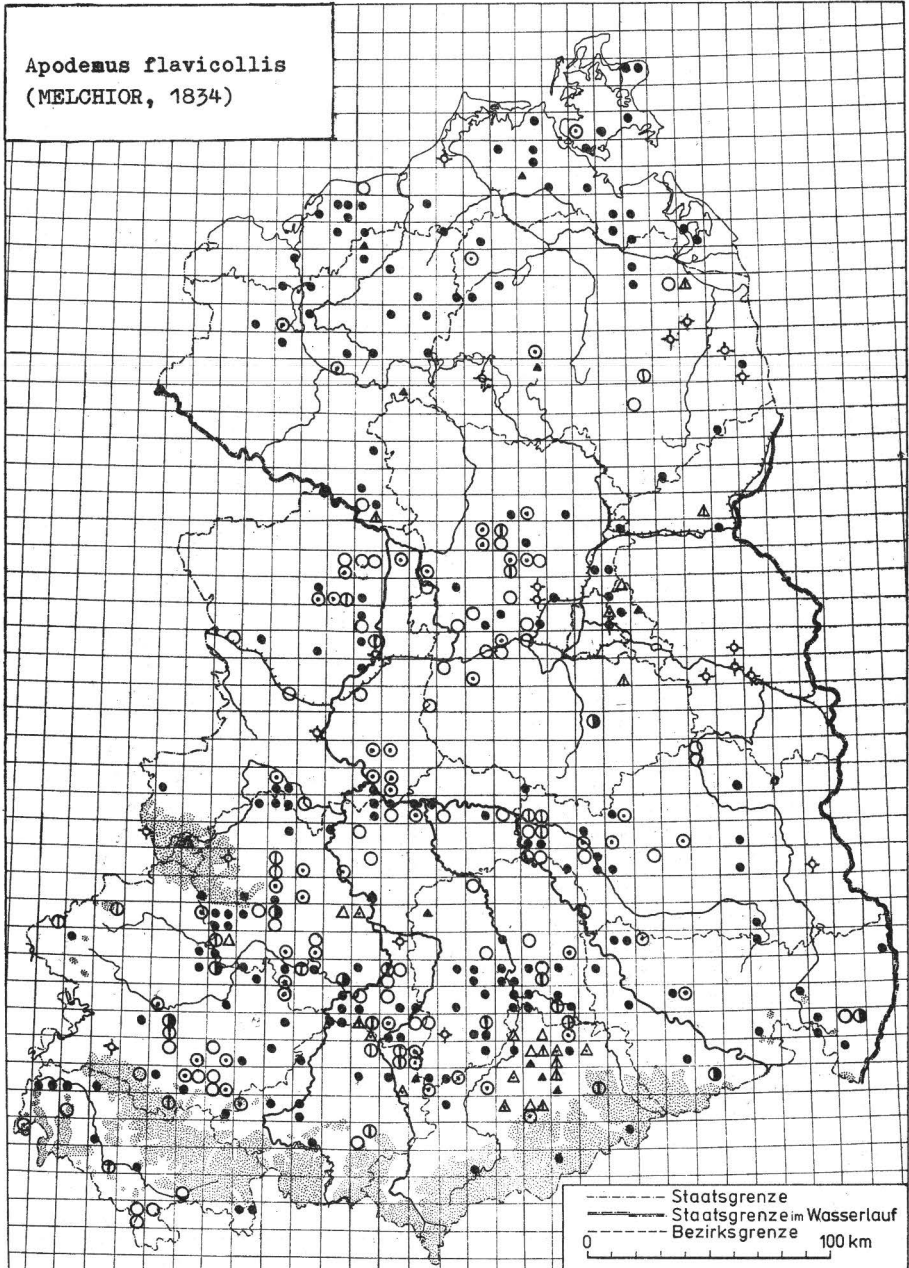 Apodemus flavicollis
(MELCHIOR, 1834)
Staatsgrenze
Staatsgrenze im Wasserlauf
Bezirksgrenze
0 100 km